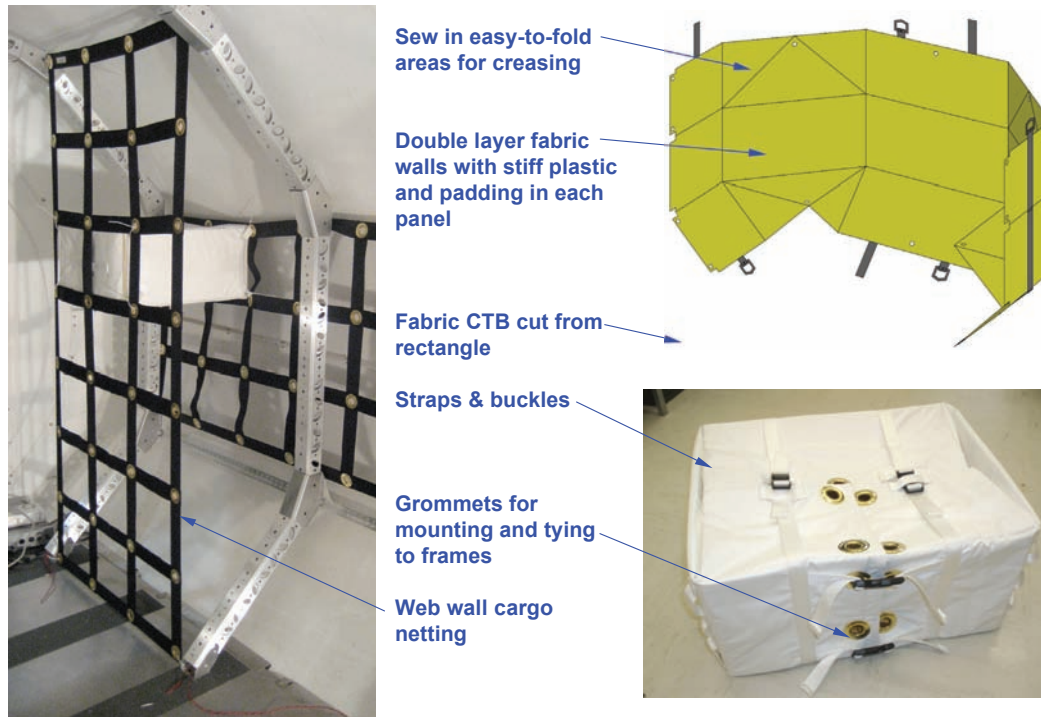 Sew in easy-to-fold
areas for creasing
Double layer fabric
walls with stiff plastic
and padding in each
panel
Fabric CTB cut from
rectangle
Straps & buckles
Grommets for
mounting and tying
to frames
Web wall cargo
netting